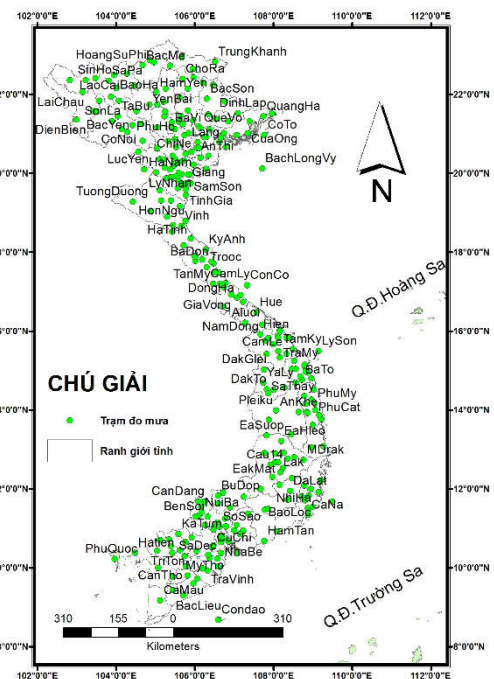 102°0'0"E 104°0'0"E 106°0'0"E 108°0'0"E 110°0'0"E 112°0'0"E
HoangSuPhi BacMe TrungKhanh
SinHo SaPa ChoRa
LaoCai BaoHa HamYen BacSon
22°0'0"N
LaiChau TaBu YenBai DinhLap QuangHa
SonLa BaVi QueVo CoTo
DienBien BacYen PhuHo Lang CuaOng
CoNoi ChiNe AnThi
LucYen HaNam BachLongVy
20°0'0"N
Giang
LyNhan SamSon
TuongDuong TinhGia
HonNgu Vinh
HaTinh
KyAnh
18°0'0"N
BaDon Trooc
TanMy CamLy ConCo
DongHa
GiaVong Hue
ALuoi
NamDong Hien
16°0'0"N
CamLe TamKy LySon
DakGlei TraMy
YaLy BaTo
DakTo SaThay
Pleiku AnKhe PhuMy
PhuCat
14°0'0"N
EaSuop EaHleo
Cau14 MDrak
EakMat Lak
BuDop DaLat
CanDang NuiBa NhiHa
12°0'0"N
BenSoi BaoLoc CaNa
KaTum SoSao
CuChi HamTan
Hatien SaDec
PhuQuoc NhaBe
TriTon MyTho
10°0'0"N
CanTho TraVinh
CaMau
BacLieu Condao
8°0'0"N
N
Q.Đ.Hoàng Sa
Q.Đ.Trường Sa
CHÚ GIẢI
Trạm đo mưa
Ranh giới tỉnh
310 155 0 310
Kilometers
102°0'0"E 104°0'0"E 106°0'0"E 108°0'0"E 110°0'0"E 112°0'0"E